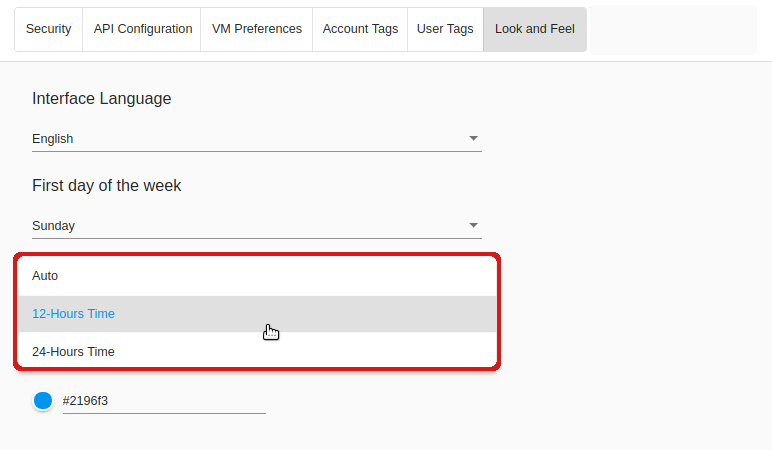 Security API Configuration VM Preferences Account Tags User Tags Look and Feel
Interface Language
English
First day of the week
Sunday
Auto
12-Hours Time
24-Hours Time
#2196f3